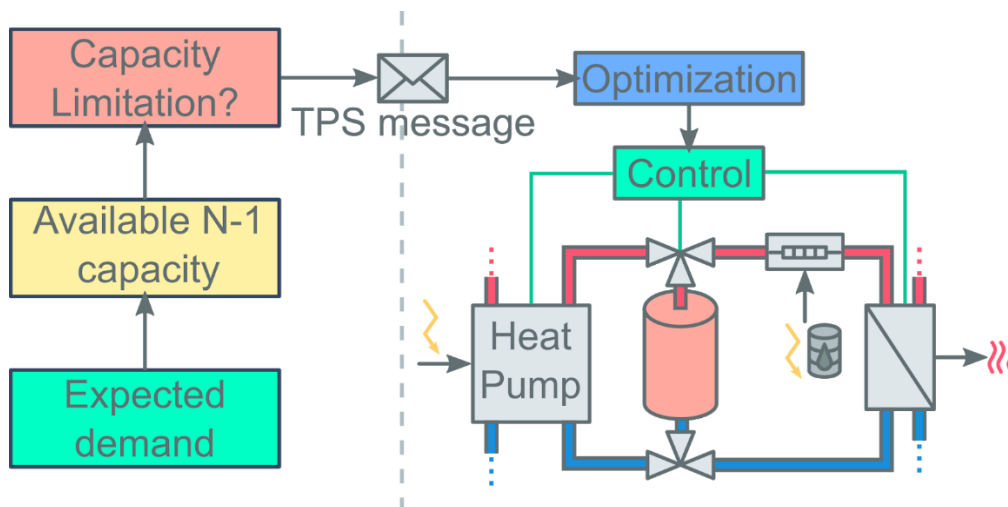 Capacity
Limitation?
TPS message
Optimization
Control
Available N-1
capacity
Heat
Pump
Expected
demand